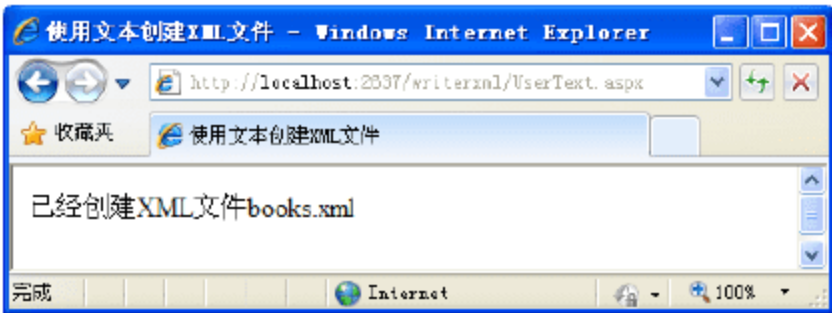 使用文本创建XML文件 - Windows Internet Explorer
http://localhost:2637/writerxml/UserText.aspx
收藏夹 使用文本创建XML文件
已经创建XML文件books.xml
完成 Internet 100%